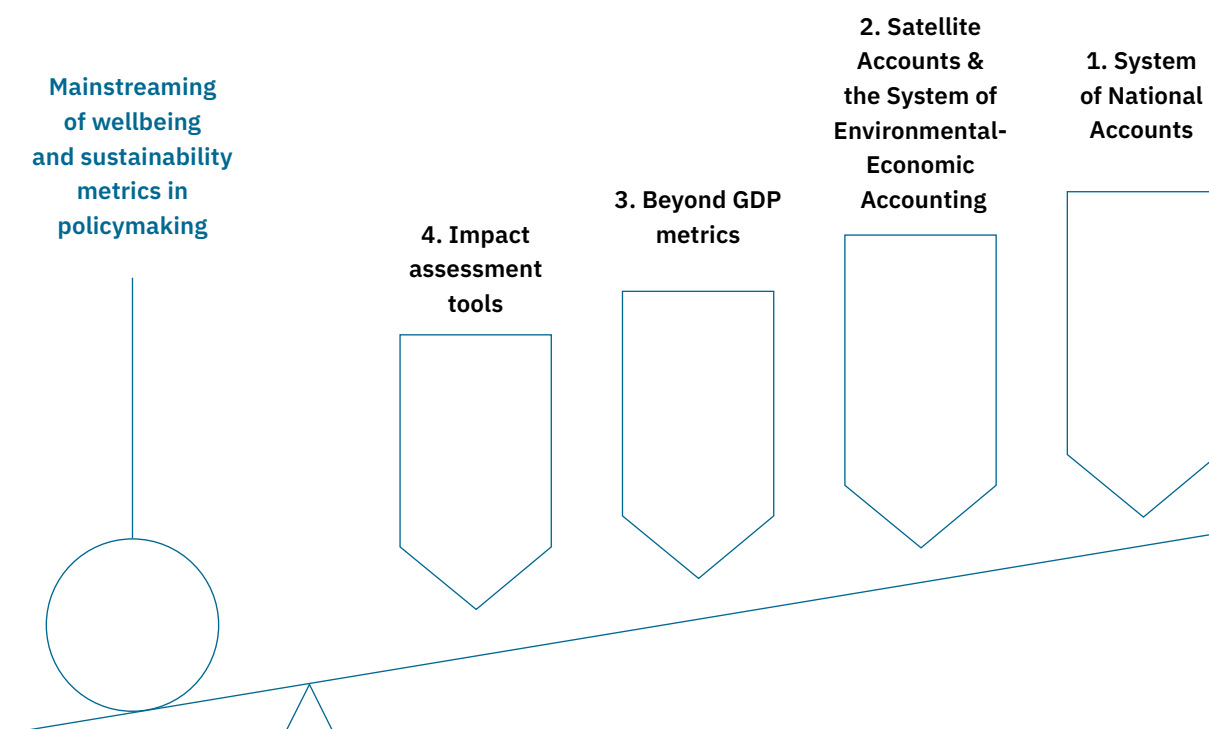 Mainstreaming
of wellbeing
and sustainability
metrics in
policymaking
4. Impact
assessment
tools
3. Beyond GDP
metrics
2. Satellite
Accounts &
the System of
Environmental-
Economic
Accounting
1. System
of National
Accounts